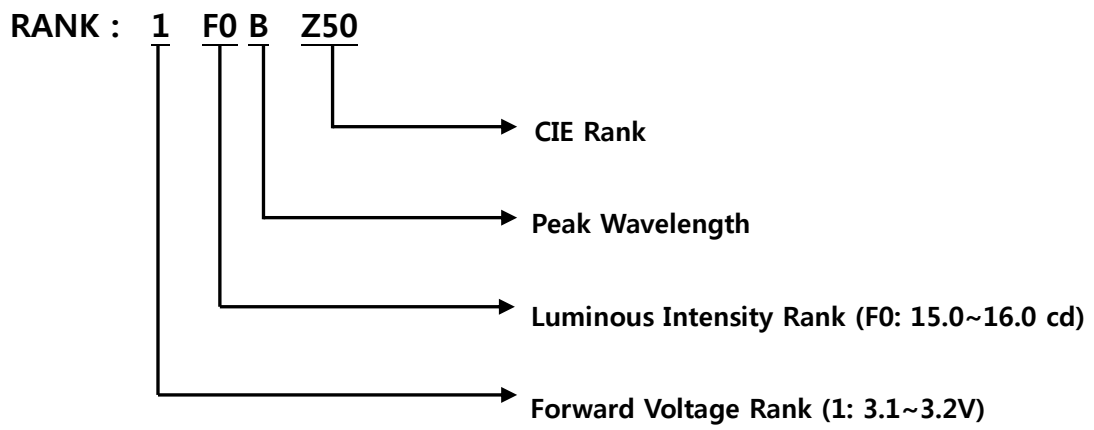 RANK : 1 F0 B Z50
CIE Rank
Peak Wavelength
Luminous Intensity Rank (F0: 15.0~16.0 cd)
Forward Voltage Rank (1: 3.1~3.2V)